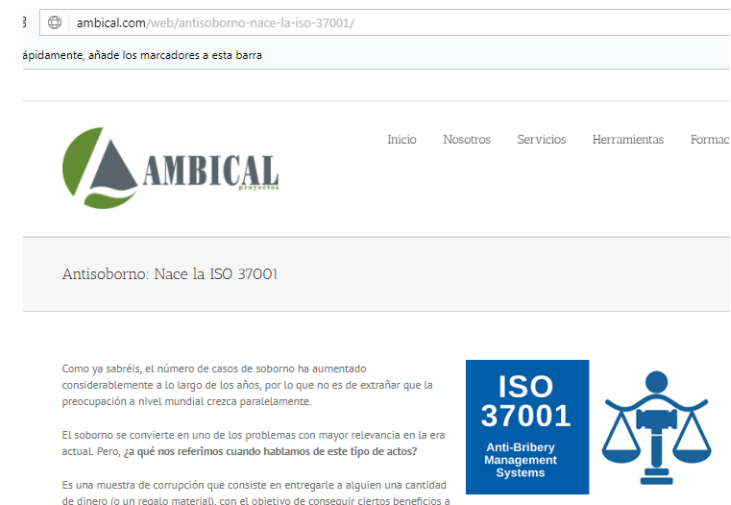 ambical.com/web/antisoborno-nace-la-iso-37001/
ápidamente, añade los marcadores a esta barra
AMBICAL
proyectos
Inicio Nosotros Servicios Herramientas Formac
Antisoborno: Nace la ISO 37001
Como ya sabréis, el número de casos de soborno ha aumentado
considerablemente a lo largo de los años, por lo que no es de extrañar que la
preocupación a nivel mundial crezca paralelamente.
El soborno se convierte en uno de los problemas con mayor relevancia en la era
actual. Pero, ¿a qué nos referimos cuando hablamos de este tipo de actos?
Es una muestra de corrupción que consiste en entregarle a alguien una cantidad
de dinero (o un regalo material), con el objetivo de conseguir ciertos beneficios a
ISO
37001
Anti-Bribery
Management
Systems